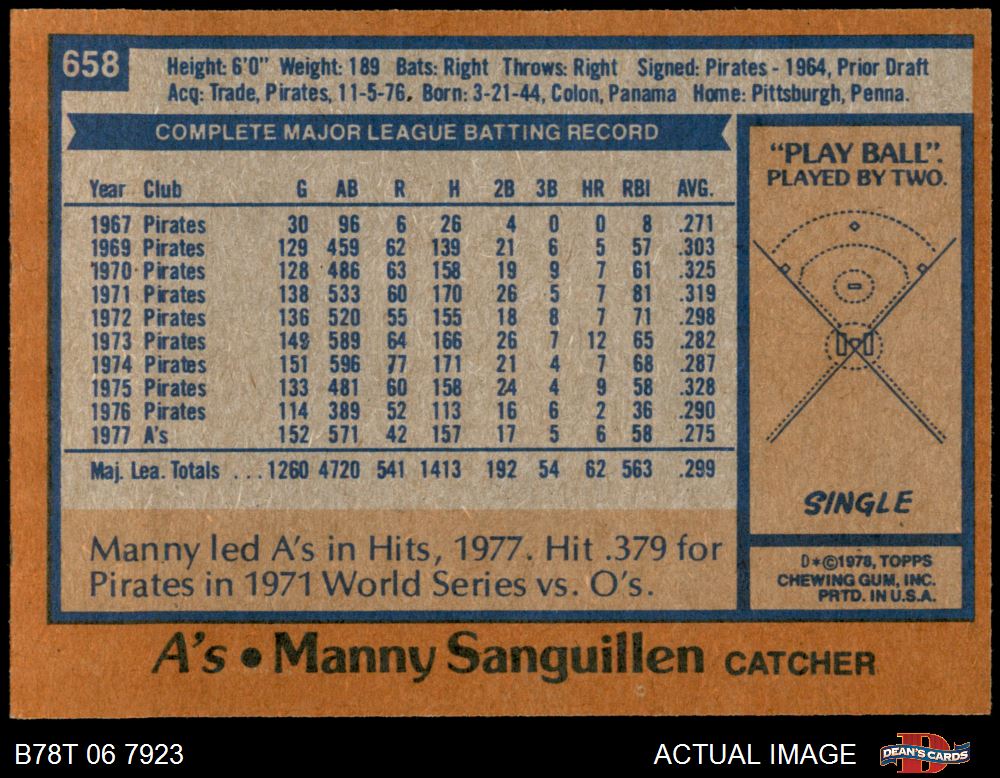 658
Height: 6'0" Weight: 189 Bats: Right Throws: Right Signed: Pirates - 1964, Prior Draft
Acq: Trade, Pirates, 11-5-76. Born: 3-21-44, Colon, Panama Home: Pittsburgh, Penna.
COMPLETE MAJOR LEAGUE BATTING RECORD
Year Club G AB R H 2B 3B HR RBI AVG.
1967 Pirates 30 96 6 26 4 0 0 8 .271
1969 Pirates 129 459 62 139 21 6 5 57 .303
1970 Pirates 128 486 63 158 19 9 7 61 .325
1971 Pirates 138 533 60 170 26 5 7 81 .319
1972 Pirates 136 520 55 155 18 8 7 71 .298
1973 Pirates 149 589 64 166 26 7 12 65 .282
1974 Pirates 151 596 77 171 21 4 7 68 .287
1975 Pirates 133 481 60 158 24 4 9 58 .328
1976 Pirates 114 389 52 113 16 6 2 36 .290
1977 A's 152 571 42 157 17 5 6 58 .275
Maj. Lea. Totals ... 1260 4720 541 1413 192 54 62 563 .299
Manny led A's in Hits, 1977. Hit .379 for
Pirates in 1971 World Series vs. O's.
"PLAY BALL".
PLAYED BY TWO.
SINGLE
D*©1978, TOPPS
CHEWING GUM, INC.
PRTD. IN U.S.A.
A's • Manny Sanguillen CATCHER
B78T 06 7923
ACTUAL IMAGE
D
DEAN'S CARDS